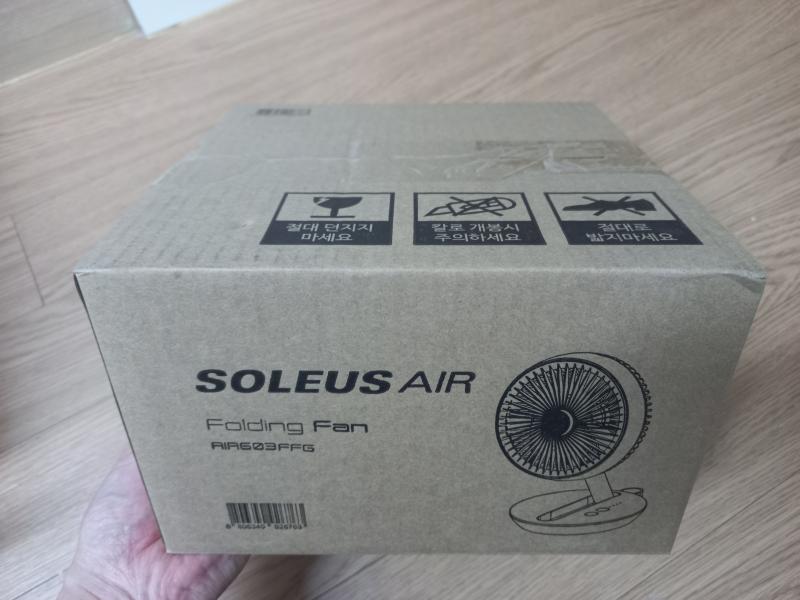 절대 던지지
마세요
칼로 개봉시
주의하세요
절대로
밟지마세요
SOLEUS AIR
Folding Fan
AIR603FFG